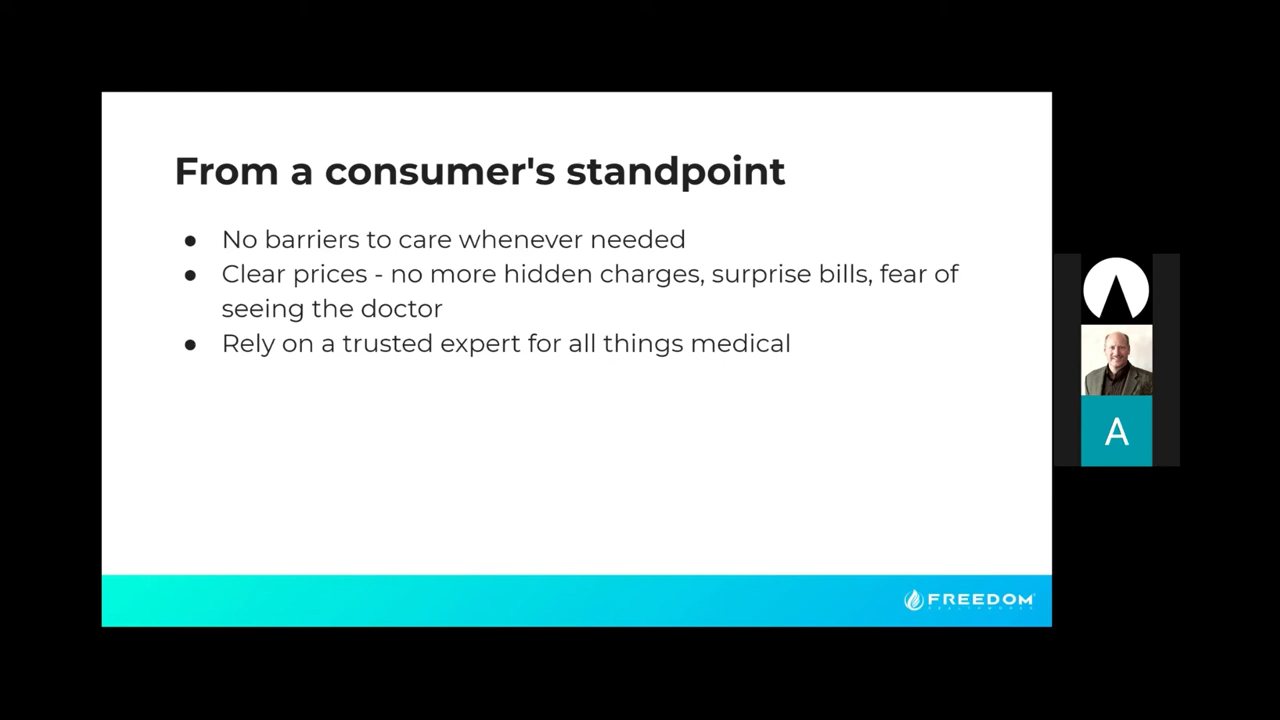 From a consumer's standpoint
● No barriers to care whenever needed
● Clear prices - no more hidden charges, surprise bills, fear of
seeing the doctor
● Rely on a trusted expert for all things medical
A
FREEDOM
HEALTHWORKS